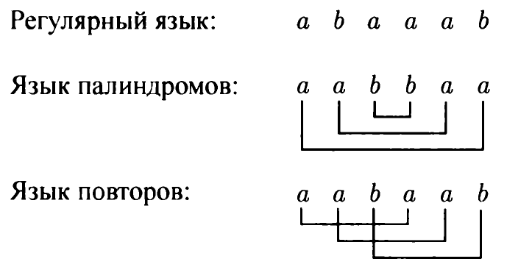 Регулярный язык: a b a a a b
Язык палиндромов: a a b b a a
Язык повторов: a a b a a b